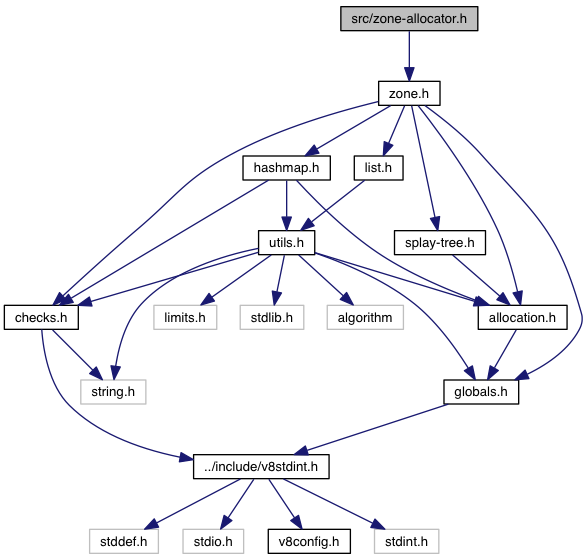 src/zone-allocator.h
zone.h
hashmap.h
list.h
utils.h
splay-tree.h
checks.h
limits.h
stdlib.h
algorithm
allocation.h
string.h
globals.h
../include/v8stdint.h
stddef.h
stdio.h
v8config.h
stdint.h